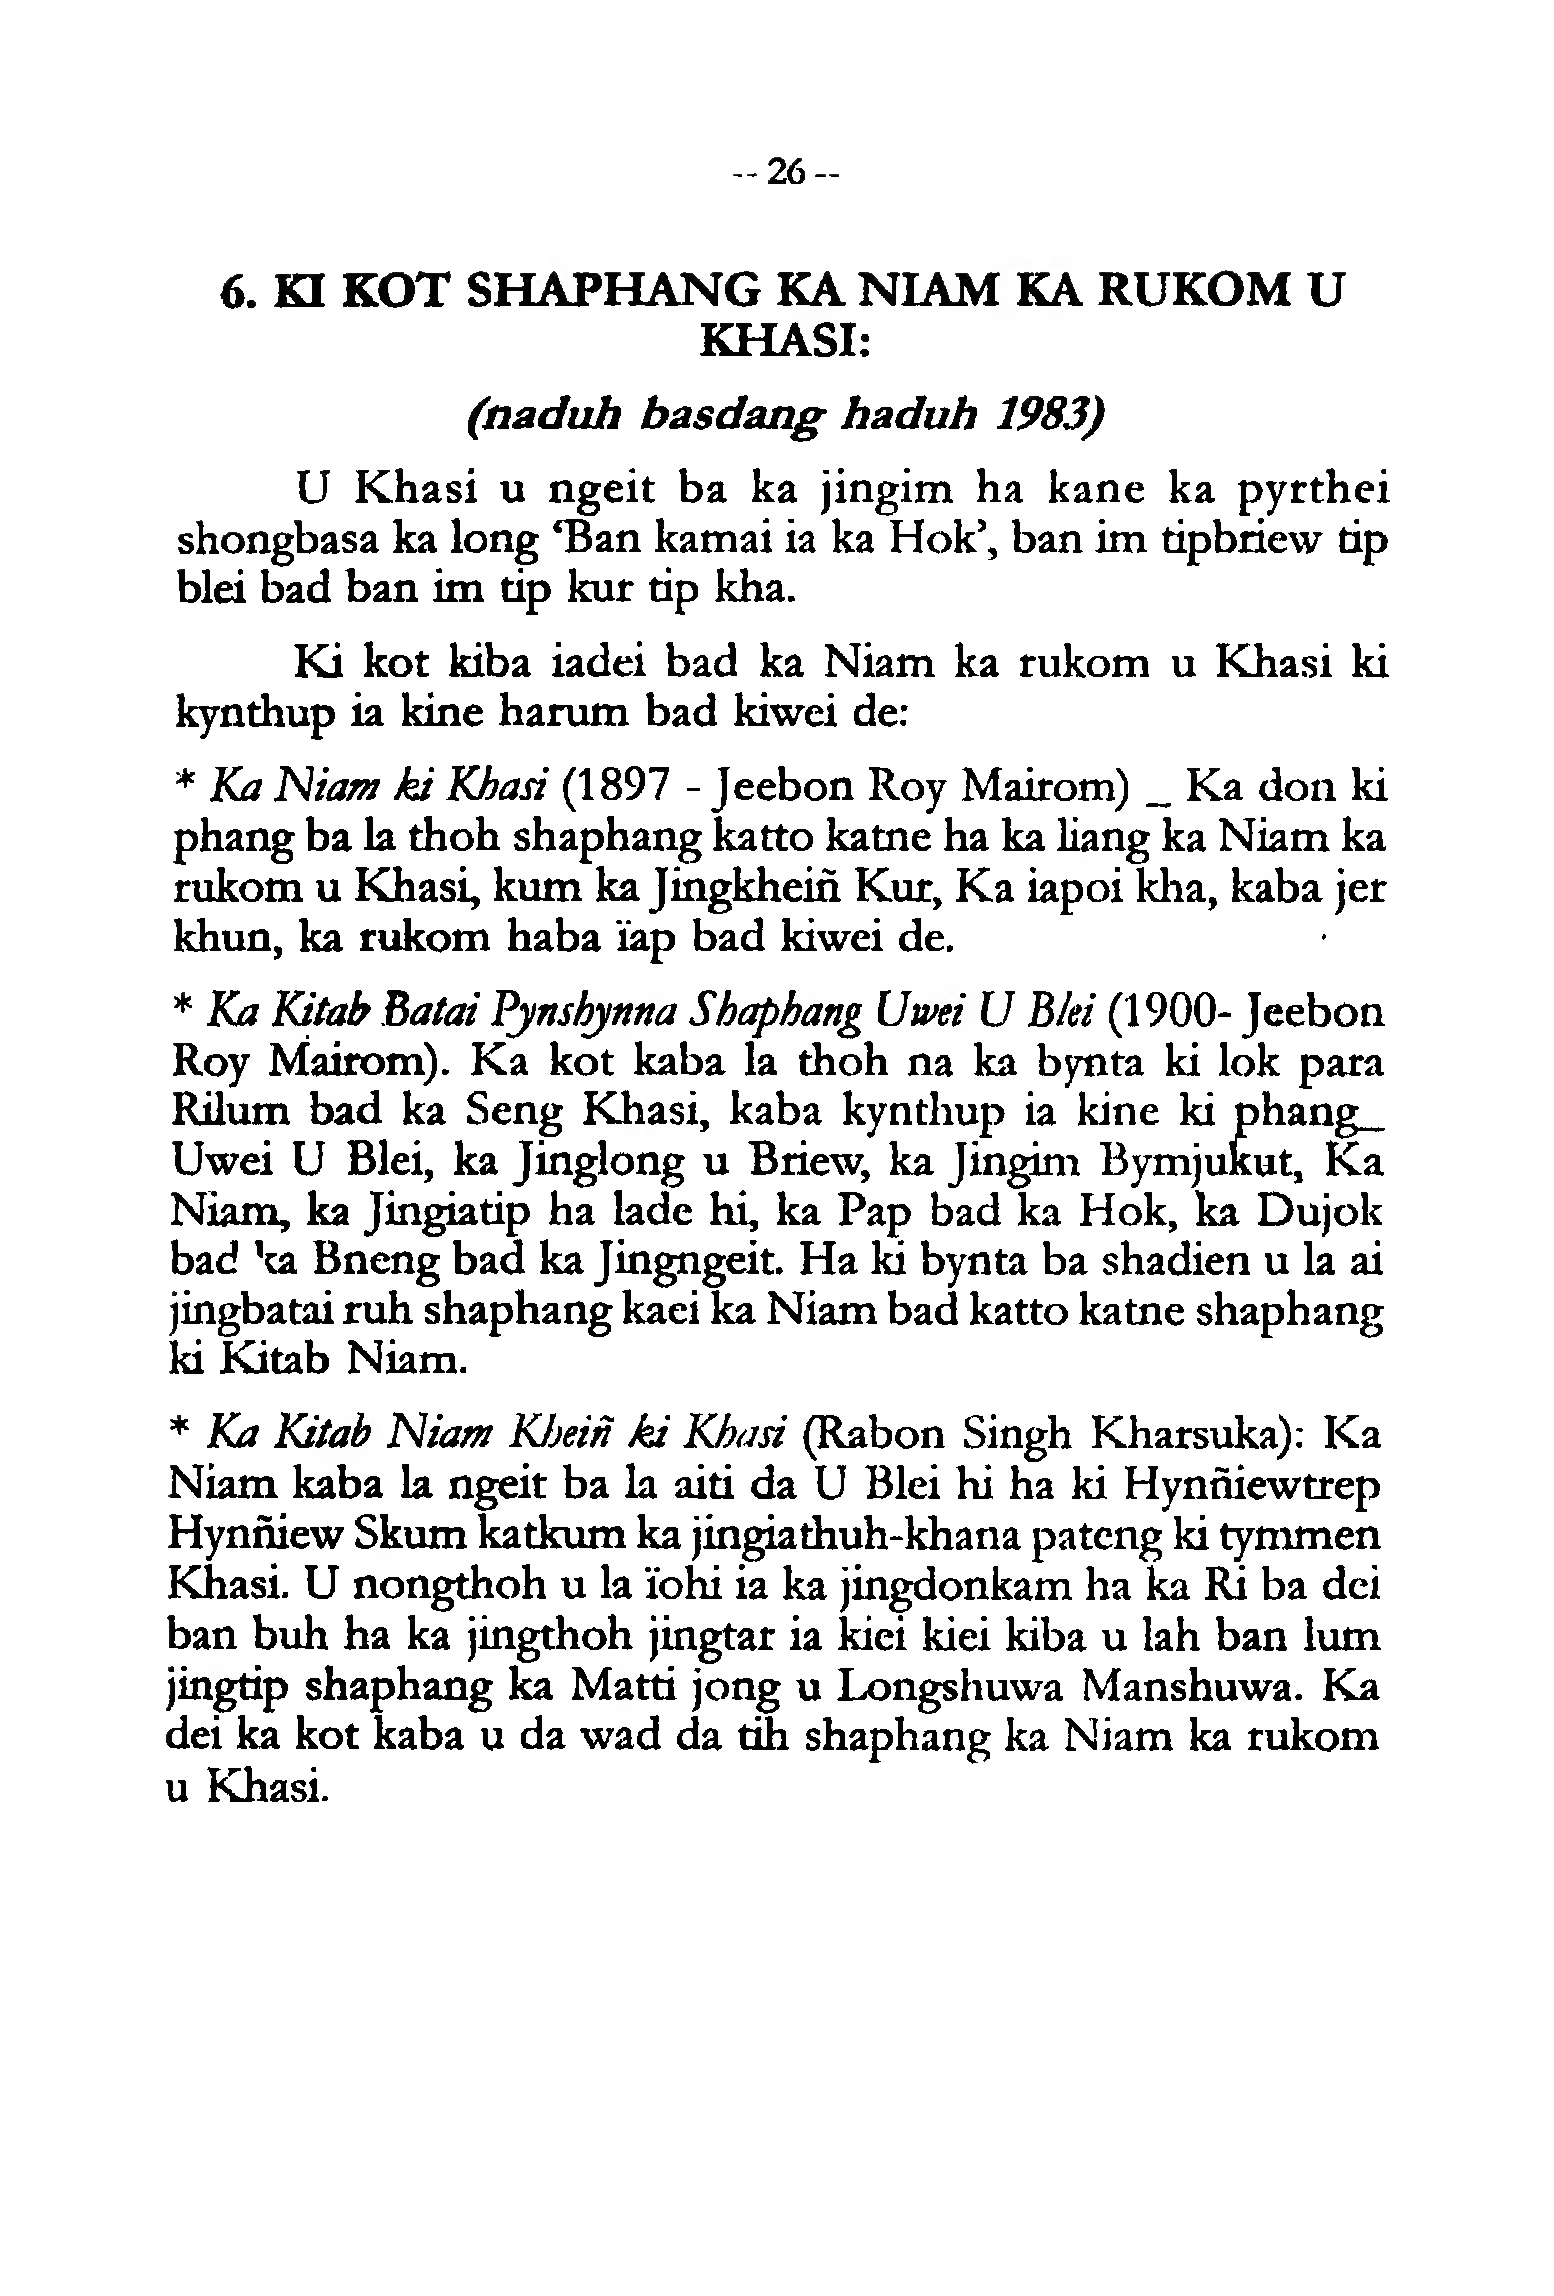 -- 26 --
6. KI KOT SHAPHANG KA NIAM KA RUKOM U
KHASI:
(naduh basdang haduh 1983)
U Khasi u ngeit ba ka jingim ha kane ka pyrthei
shongbasa ka long ‘Ban kamai ia ka Hok’, ban im tipbriew tip
blei bad ban im tip kur tip kha.
Ki kot kiba iadei bad ka Niam ka rukom u Khasi ki
kynthup ia kine harum bad kiwei de:
* Ka Niam ki Khasi (1897 - Jeebon Roy Mairom) _ Ka don ki
phang ba la thoh shaphang katto katne ha ka liang ka Niam ka
rukom u Khasi, kum ka Jingkheiñ Kur, Ka iapoi kha, kaba jer
khun, ka rukom haba ïap bad kiwei de.
* Ka Kitab Batai Pynshynna Shaphang Uwei U Blei (1900- Jeebon
Roy Mairom). Ka kot kaba la thoh na ka bynta ki lok para
Rilum bad ka Seng Khasi, kaba kynthup ia kine ki phang_
Uwei U Blei, ka Jinglong u Briew, ka Jingim Bymjukut, Ka
Niam, ka Jingiatip ha lade hi, ka Pap bad ka Hok, ka Dujok
bad ka Bneng bad ka Jingngeit. Ha ki bynta ba shadien u la ai
jingbatai ruh shaphang kaei ka Niam bad katto katne shaphang
ki Kitab Niam.
* Ka Kitab Niam Kheiñ ki Khasi (Rabon Singh Kharsuka): Ka
Niam kaba la ngeit ba la aiti da U Blei hi ha ki Hynñiewtrep
Hynñiew Skum katkum ka jingiathuh-khana pateng ki tymmen
Khasi. U nongthoh u la ïohi ia ka jingdonkam ha ka Ri ba dei
ban buh ha ka jingthoh jingtar ia kiei kiei kiba u lah ban lum
jingtip shaphang ka Matti jong u Longshuwa Manshuwa. Ka
dei ka kot kaba u da wad da tih shaphang ka Niam ka rukom
u Khasi.